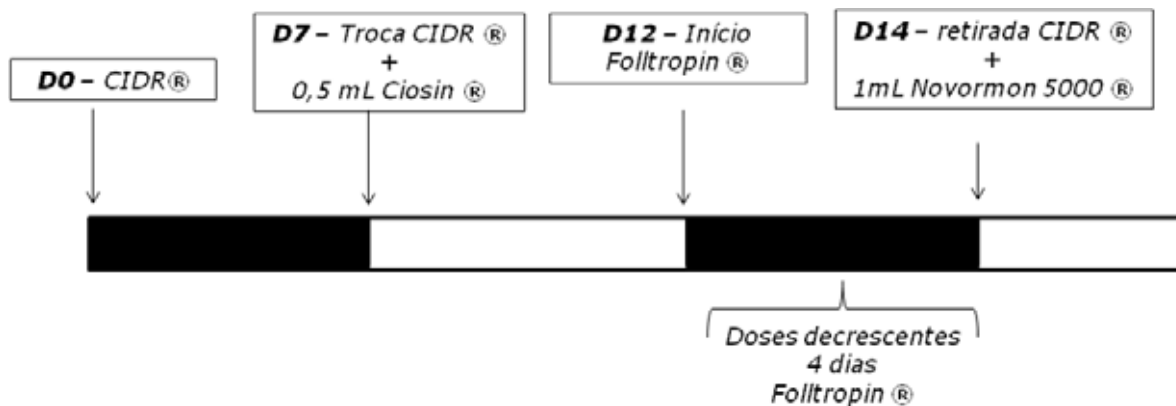 D0 – CIDR®
D7 – Troca CIDR ®
+
0,5 mL Ciosin ®
D12 – Início
Folltropin ®
D14 – retirada CIDR ®
+
1mL Novormon 5000 ®
Doses decrescentes
4 dias
Folltropin ®